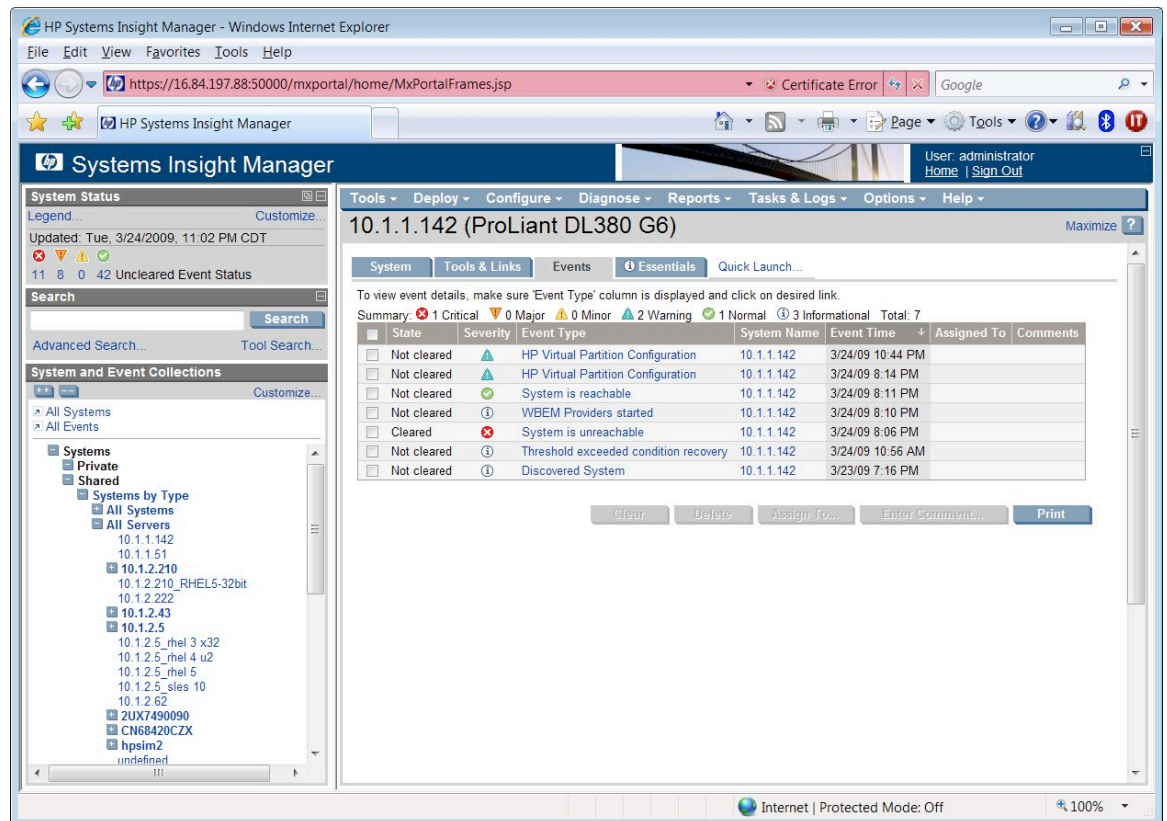 HP Systems Insight Manager - Windows Internet Explorer
File Edit View Favorites Tools Help
https://16.84.197.88:50000/mxportal/home/MxPortalFrames.jsp Certificate Error Google
HP Systems Insight Manager Page Tools
Systems Insight Manager
User: administrator
Home | Sign Out
System Status
Legend... Customize...
Updated: Tue, 3/24/2009, 11:02 PM CDT
11 8 0 42 Uncleared Event Status
Search
Search
Advanced Search... Tool Search...
System and Event Collections
Customize...
All Systems
All Events
Systems
Private
Shared
Systems by Type
All Systems
All Servers
10.1.1.142
10.1.1.51
10.1.2.210
10.1.2.210_RHEL5-32bit
10.1.2.222
10.1.2.43
10.1.2.5
10.1.2.5_rhel 3 x32
10.1.2.5_rhel 4 u2
10.1.2.5_rhel 5
10.1.2.5_sles 10
10.1.2.62
2UX7490090
CN68420CZX
hpsim2
undefined
Tools Deploy Configure Diagnose Reports Tasks & Logs Options Help
10.1.1.142 (ProLiant DL380 G6) Maximize ?
System Tools & Links Events Essentials Quick Launch...
To view event details, make sure 'Event Type' column is displayed and click on desired link.
Summary: 1 Critical 0 Major 0 Minor 2 Warning 1 Normal 3 Informational Total: 7
State Severity Event Type System Name Event Time Assigned To Comments
Not cleared HP Virtual Partition Configuration 10.1.1.142 3/24/09 10:44 PM
Not cleared HP Virtual Partition Configuration 10.1.1.142 3/24/09 8:14 PM
Not cleared System is reachable 10.1.1.142 3/24/09 8:11 PM
Not cleared WBEM Providers started 10.1.1.142 3/24/09 8:10 PM
Cleared System is unreachable 10.1.1.142 3/24/09 8:06 PM
Not cleared Threshold exceeded condition recovery 10.1.1.142 3/24/09 10:56 AM
Not cleared Discovered System 10.1.1.142 3/23/09 7:16 PM
Clear Delete Assign To... Enter Comment... Print
Internet | Protected Mode: Off 100%